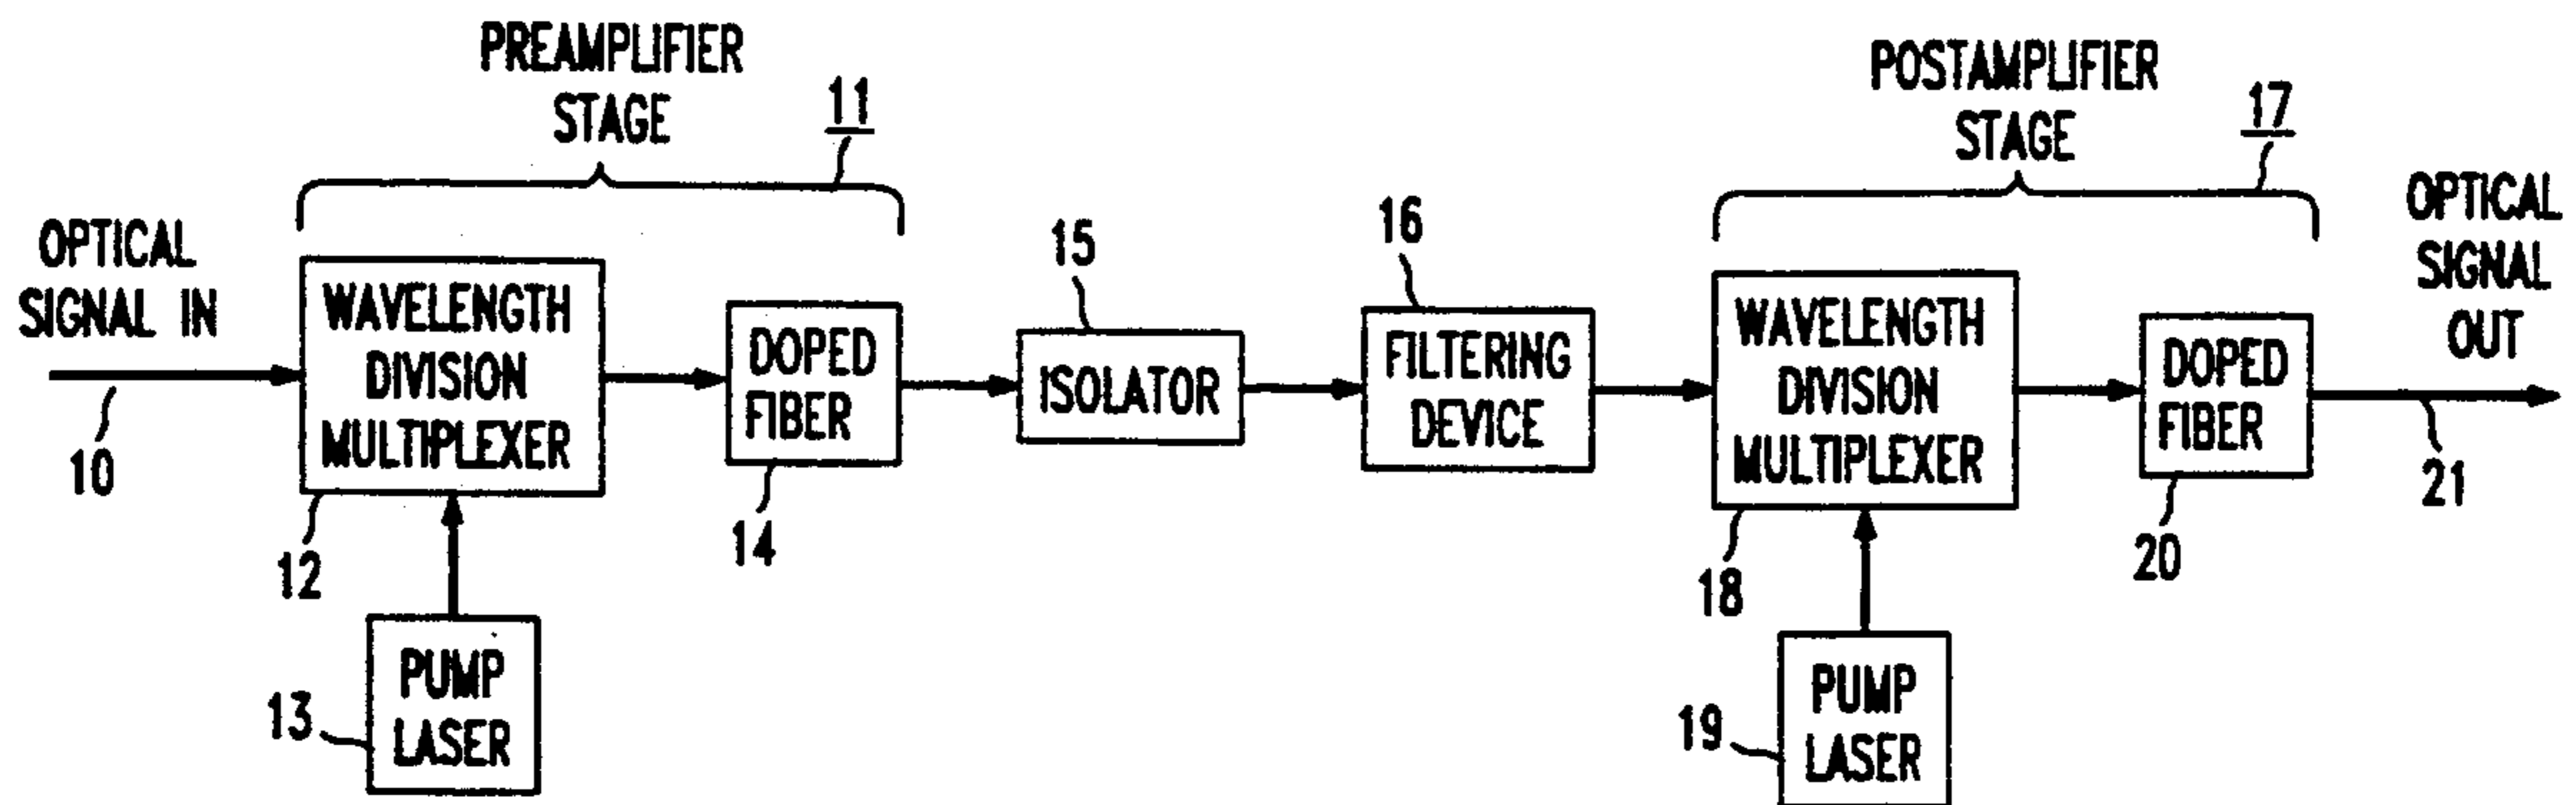 PREAMPLIFIER
STAGE
11
POSTAMPLIFIER
STAGE
17
OPTICAL
SIGNAL IN
10
WAVELENGTH
DIVISION
MULTIPLEXER
12
PUMP
LASER
13
DOPED
FIBER
14
15
ISOLATOR
16
FILTERING
DEVICE
WAVELENGTH
DIVISION
MULTIPLEXER
18
PUMP
LASER
19
DOPED
FIBER
20
OPTICAL
SIGNAL
OUT
21